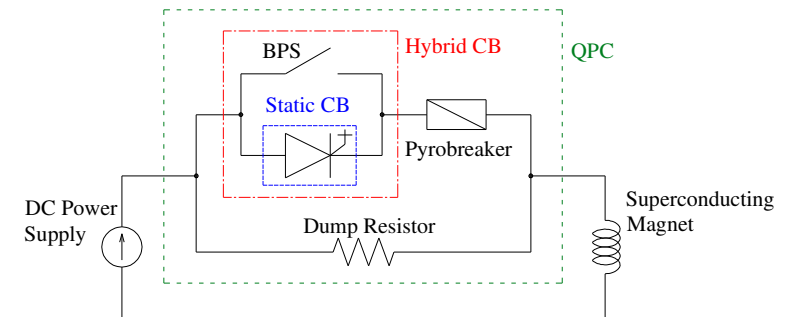 BPS
Hybrid CB
QPC
Static CB
Pyrobreaker
DC Power
Supply
Dump Resistor
Superconducting
Magnet